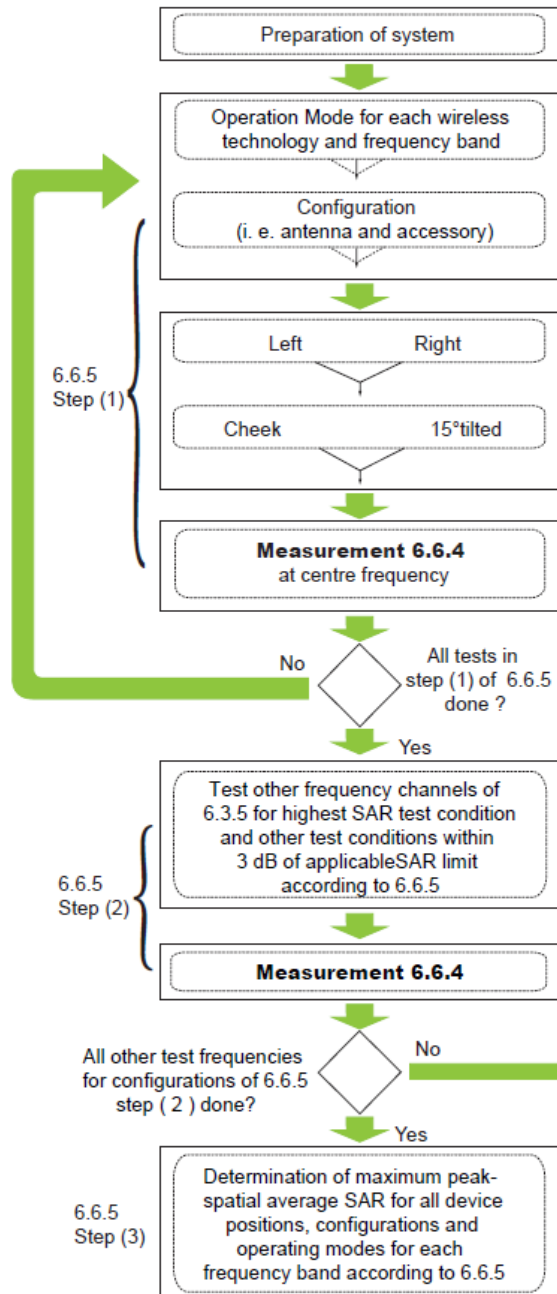 Preparation of system
Operation Mode for each wireless
technology and frequency band
Configuration
(i. e. antenna and accessory)
Left Right
6.6.5
Step (1)
Cheek 15°tilted
Measurement 6.6.4
at centre frequency
No
All tests in
step (1) of 6.6.5
done ?
Yes
Test other frequency channels of
6.3.5 for highest SAR test condition
and other test conditions within
3 dB of applicableSAR limit
according to 6.6.5
6.6.5
Step (2)
Measurement 6.6.4
All other test frequencies
for configurations of 6.6.5
step ( 2 ) done?
No
Yes
6.6.5
Step (3)
Determination of maximum peak-
spatial average SAR for all device
positions, configurations and
operating modes for each
frequency band according to 6.6.5